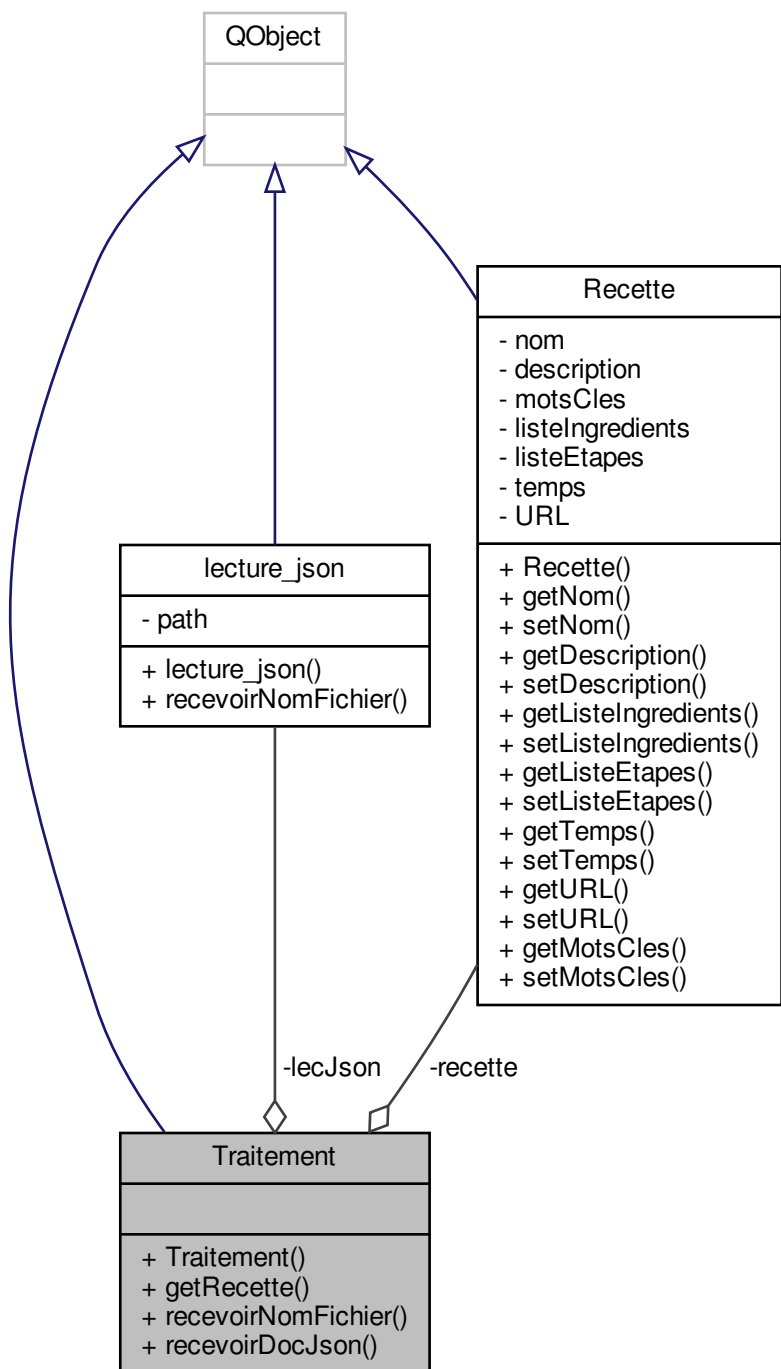 QObject
Recette
- nom
- description
- motsCles
- listeIngredients
- listeEtapes
- temps
- URL
+ Recette()
+ getNom()
+ setNom()
+ getDescription()
+ setDescription()
+ getListeIngredients()
+ setListeIngredients()
+ getListeEtapes()
+ setListeEtapes()
+ getTemps()
+ setTemps()
+ getURL()
+ setURL()
+ getMotsCles()
+ setMotsCles()
lecture_json
- path
+ lecture_json()
+ recevoirNomFichier()
-lecJson
-recette
Traitement
+ Traitement()
+ getRecette()
+ recevoirNomFichier()
+ recevoirDocJson()